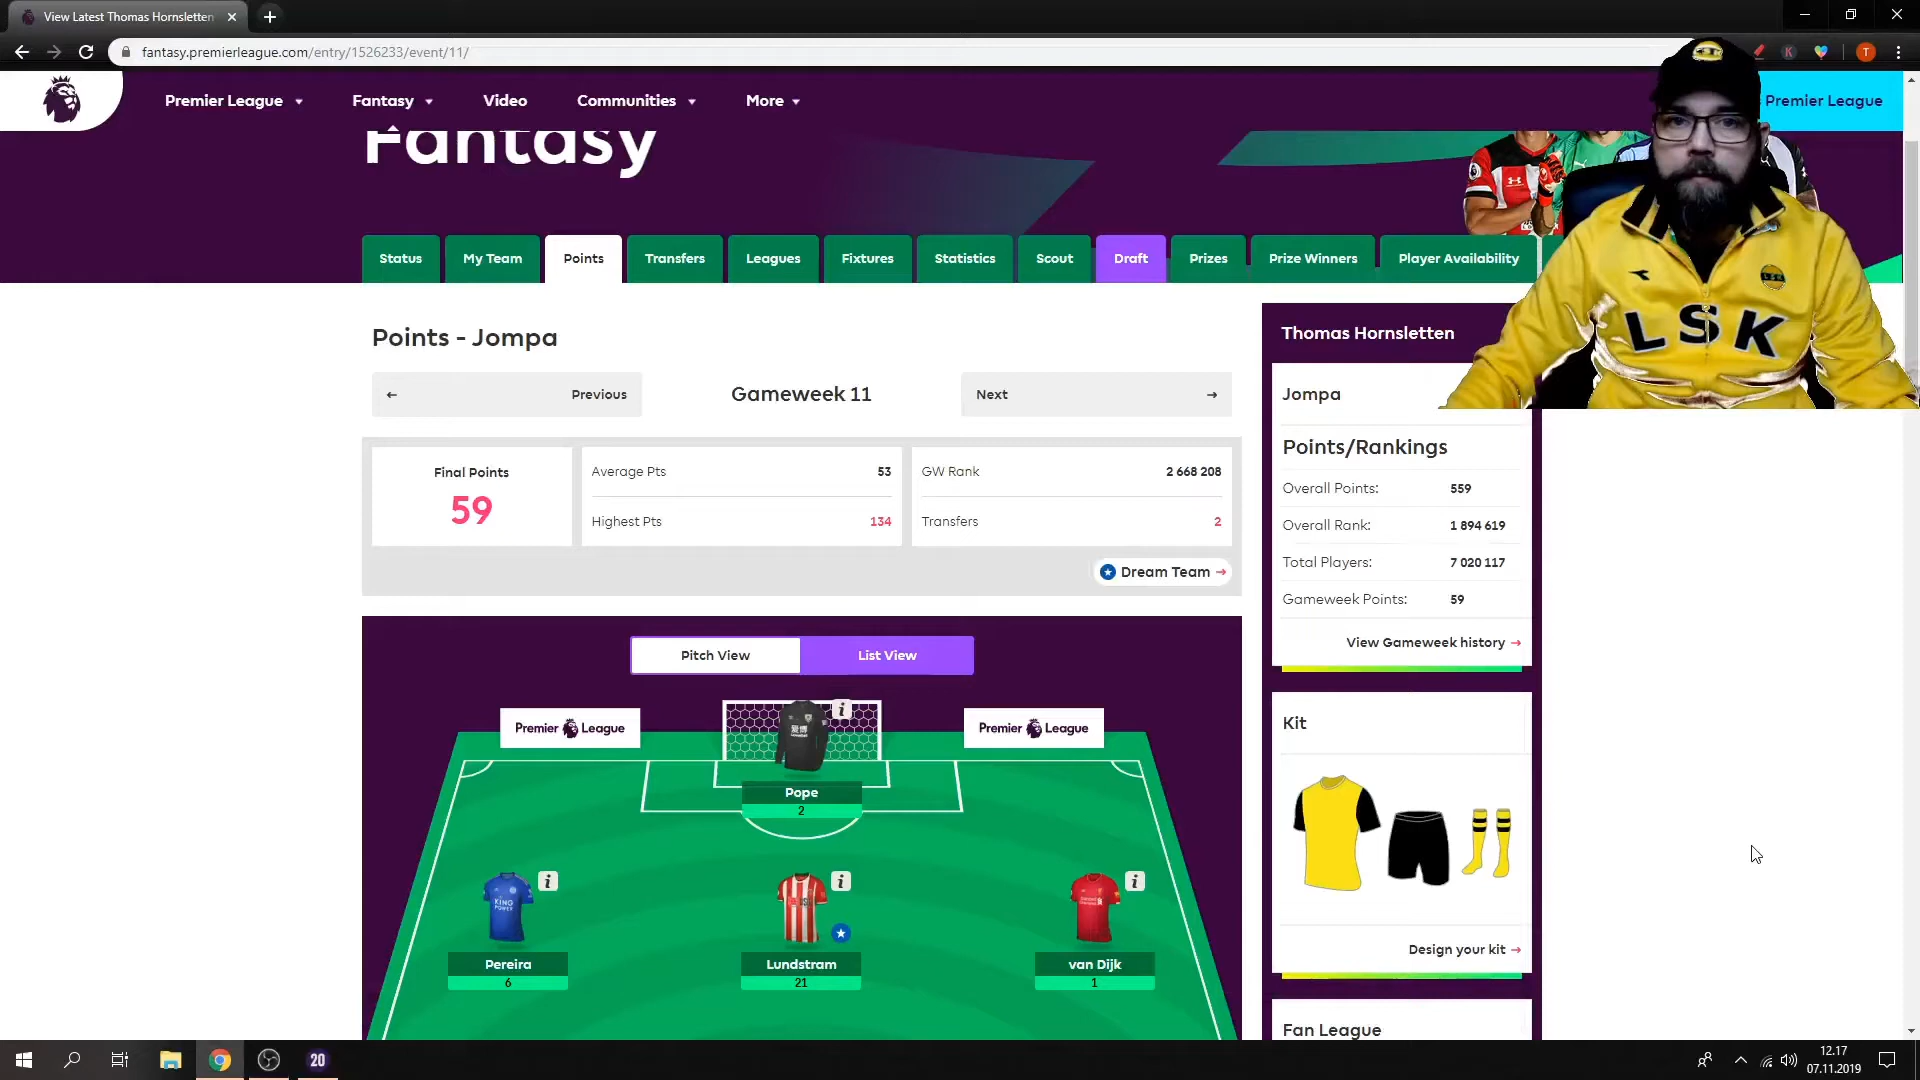 View Latest Thomas Hornsletten
fantasy.premierleague.com/entry/1526233/event/11/
K
T
Premier League
Fantasy
Video
Communities
More
Premier League
Fantasy
Status
My Team
Points
Transfers
Leagues
Fixtures
Statistics
Scout
Draft
Prizes
Prize Winners
Player Availability
LSK
LSK
Points - Jompa
← Previous
Gameweek 11
Next →
Final Points
59
Average Pts 53
Highest Pts 134
GW Rank 2 668 208
Transfers 2
Dream Team →
Pitch View
List View
Premier League
Premier League
爱博
i
Pope
2
KING POWER
i
Pereira
6
i
Lundstram
21
i
van Dijk
1
Thomas Hornsletten
Jompa
Points/Rankings
Overall Points: 559
Overall Rank: 1 894 619
Total Players: 7 020 117
Gameweek Points: 59
View Gameweek history →
Kit
Design your kit →
Fan League
20
12.17
07.11.2019